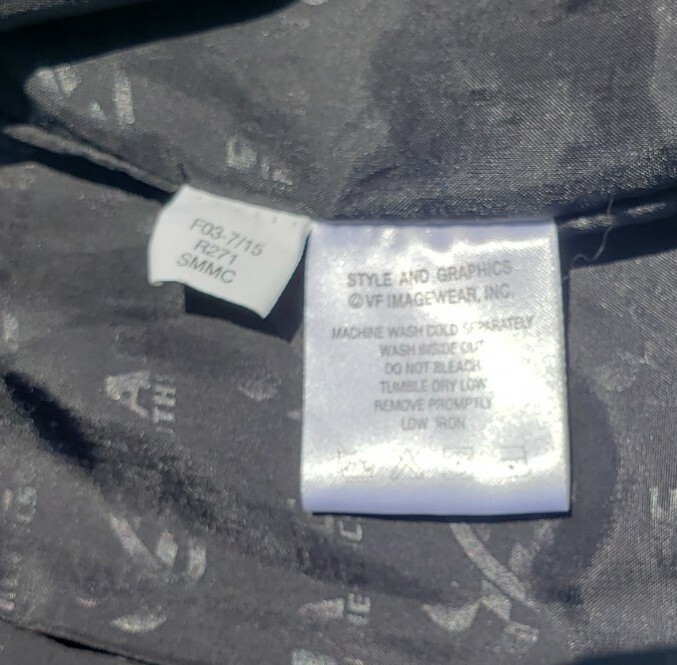 F03-7/15
R271
SMMC
STYLE AND GRAPHICS
© VF IMAGEWEAR, INC.
MACHINE WASH COLD SEPARATELY
WASH INSIDE OUT
DO NOT BLEACH
TUMBLE DRY LOW
REMOVE PROMPTLY
LOW IRON